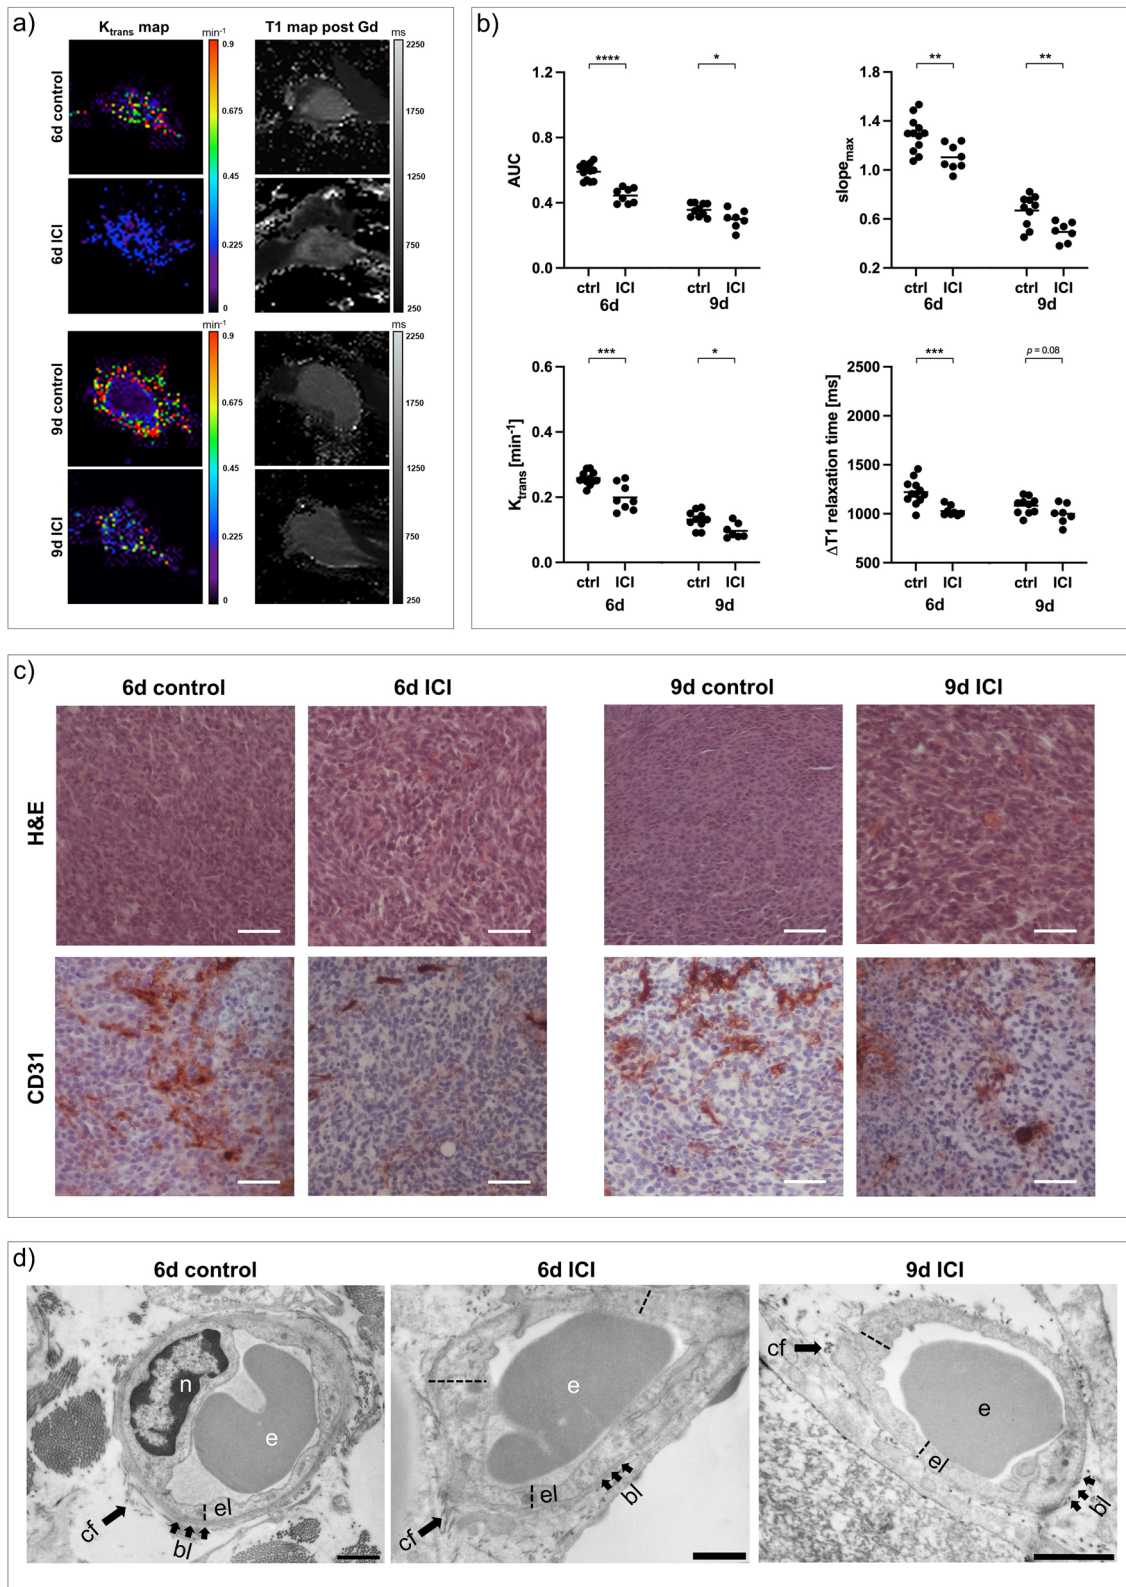 a)
K_trans map
T1 map post Gd
min⁻¹
0.9
0.675
0.45
0.225
0
ms
2250
1750
1250
750
250
6d control
6d ICI
min⁻¹
0.9
0.675
0.45
0.225
0
ms
2250
1750
1250
750
250
9d control
9d ICI
b)
AUC
1.2
0.8
0.4
0.0
****
*
ctrl ICI ctrl ICI
6d 9d
slope_max
1.8
1.4
1.0
0.6
0.2
**
**
ctrl ICI ctrl ICI
6d 9d
K_trans [min⁻¹]
0.6
0.4
0.2
0.0
***
*
ctrl ICI ctrl ICI
6d 9d
ΔT1 relaxation time [ms]
2500
2000
1500
1000
500
***
p = 0.08
ctrl ICI ctrl ICI
6d 9d
c)
6d control 6d ICI 9d control 9d ICI
H&E
CD31
d)
6d control 6d ICI 9d ICI
n
e
el
cf
bl
e
el
cf
bl
cf
e
el
bl